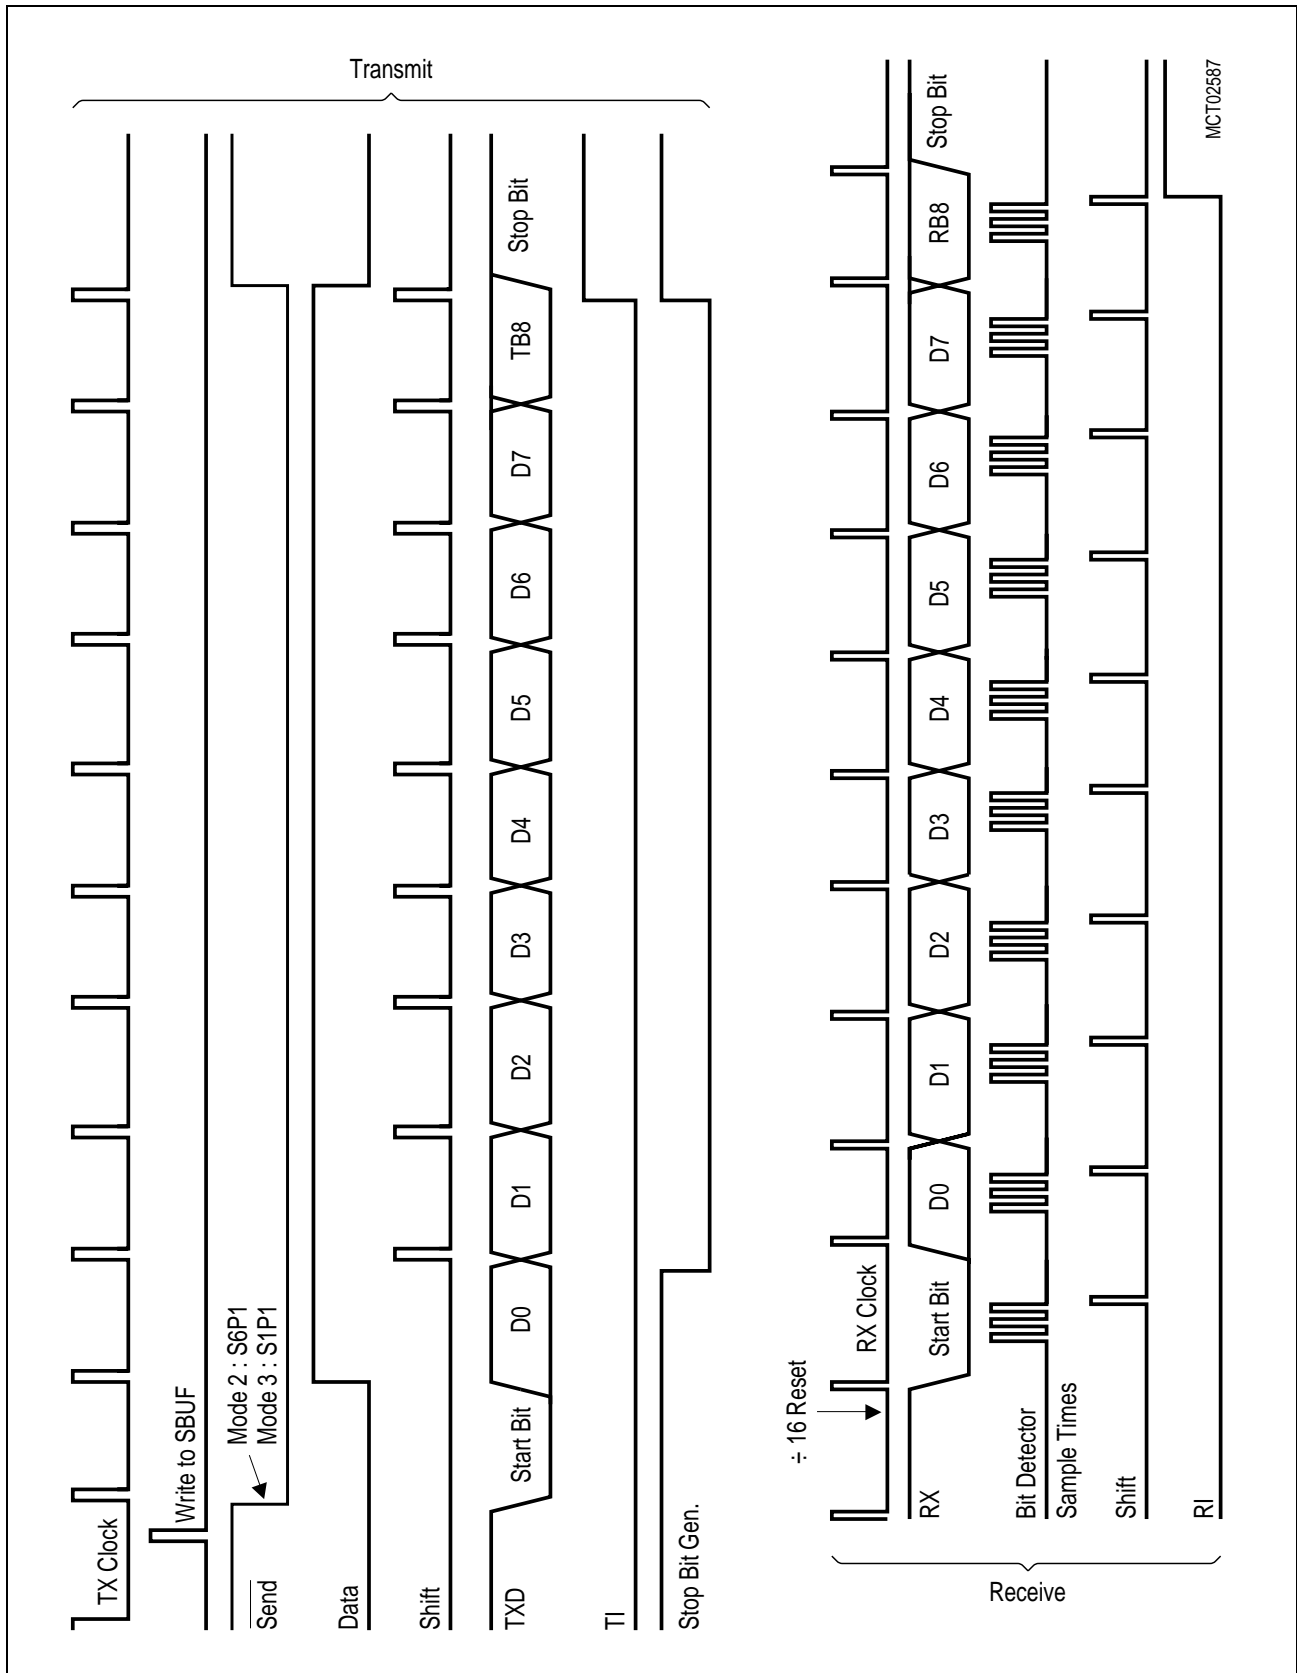 Transmit
TX Clock
Write to SBUF
Mode 2 : S6P1
Mode 3 : S1P1
Send
Data
Shift
TXD
Start Bit
D0
D1
D2
D3
D4
D5
D6
D7
TB8
Stop Bit
TI
Stop Bit Gen.
÷ 16 Reset
RX Clock
RX
Start Bit
D0
D1
D2
D3
D4
D5
D6
D7
RB8
Stop Bit
Bit Detector
Sample Times
Shift
RI
Receive
MCT02587